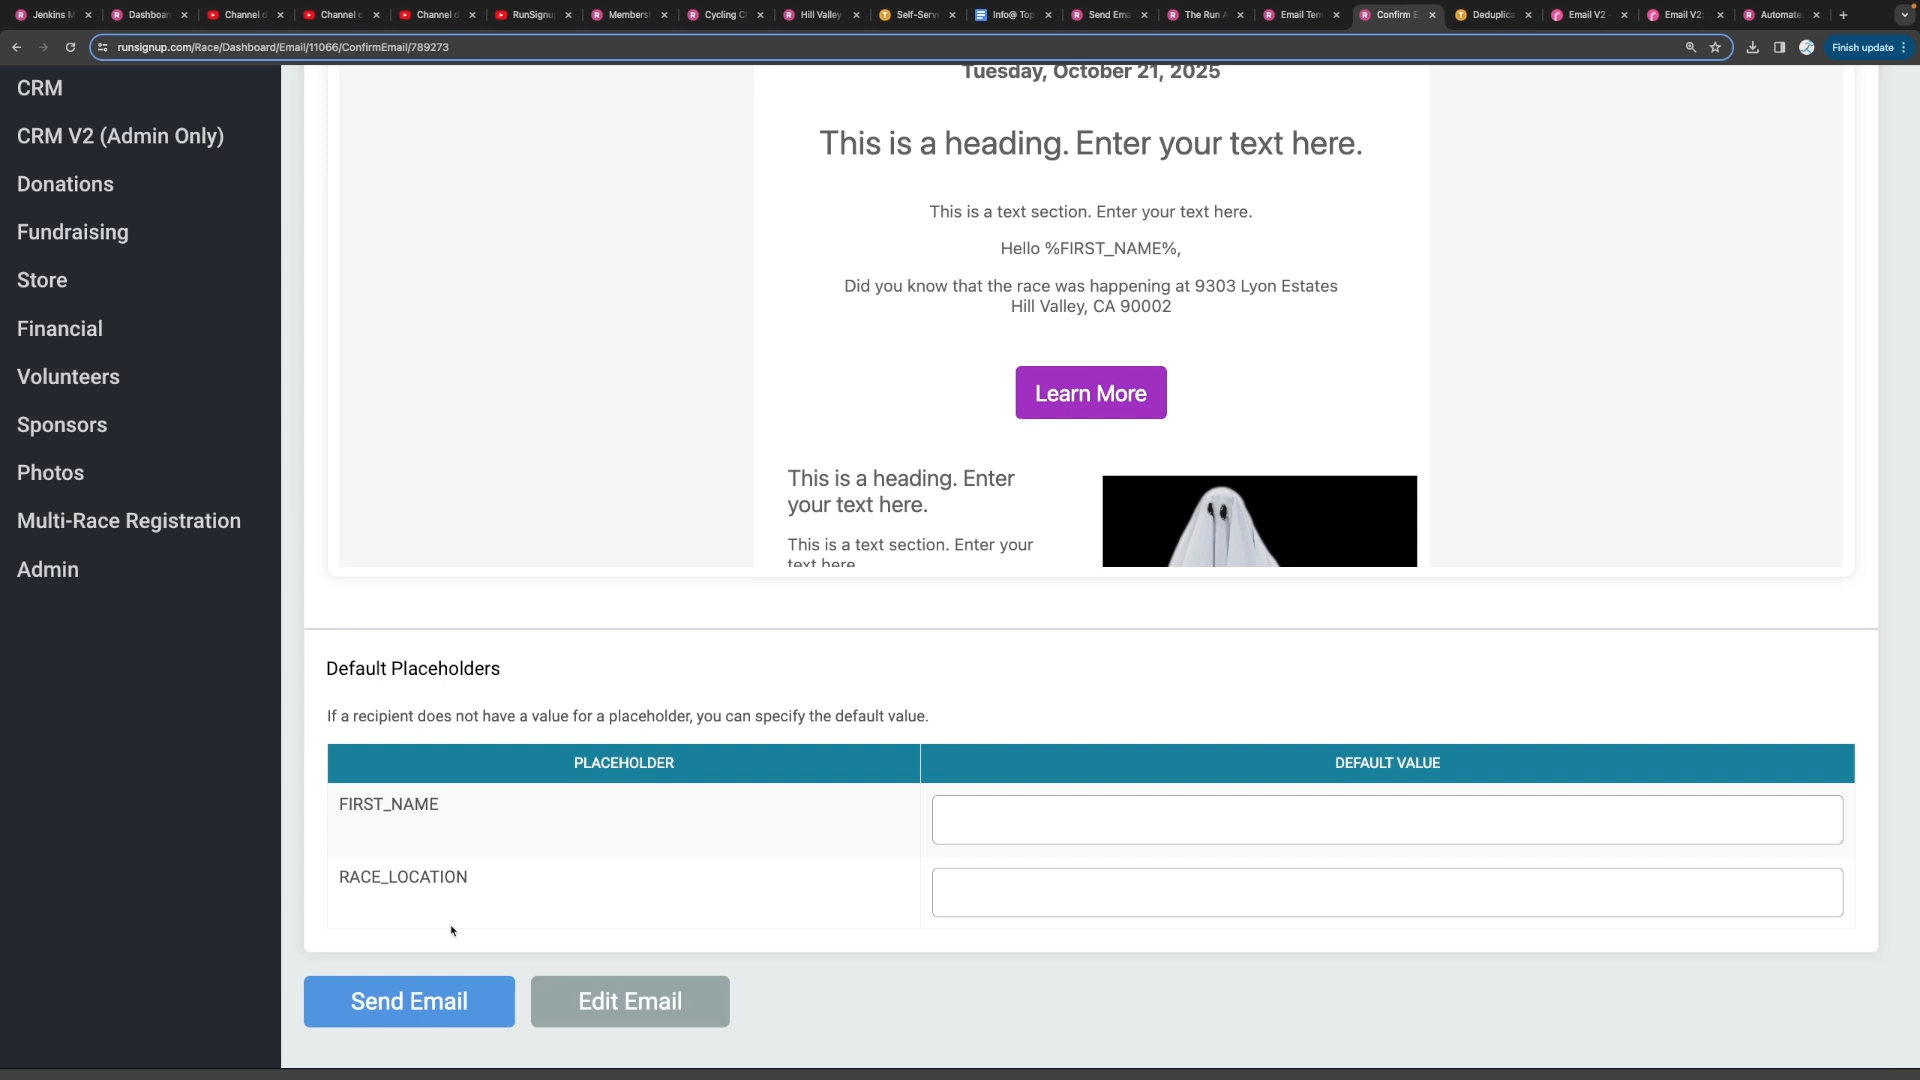 Jenkins M
Dashboar
Channel d
Channel c
Channel d
RunSignu
Members
Cycling C
Hill Valley
Self-Serv
Info@ Top
Send Ema
The Run A
Email Tem
Confirm E
Deduplica
Email V2 -
Email V2:
Automate
runsignup.com/Race/Dashboard/Email/11066/ConfirmEmail/789273
Finish update
CRM
CRM V2 (Admin Only)
Donations
Fundraising
Store
Financial
Volunteers
Sponsors
Photos
Multi-Race Registration
Admin
Tuesday, October 21, 2025
This is a heading. Enter your text here.
This is a text section. Enter your text here.
Hello %FIRST_NAME%,
Did you know that the race was happening at 9303 Lyon Estates
Hill Valley, CA 90002
Learn More
This is a heading. Enter
your text here.
This is a text section. Enter your
text here
Default Placeholders
If a recipient does not have a value for a placeholder, you can specify the default value.
PLACEHOLDER
DEFAULT VALUE
FIRST_NAME
RACE_LOCATION
Send Email
Edit Email